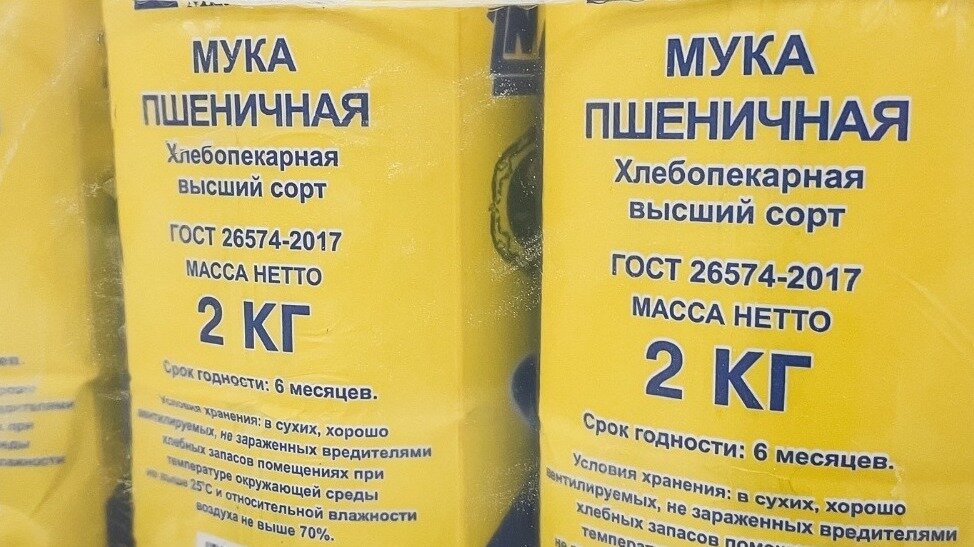 МУКА
ПШЕНИЧНАЯ
Хлебопекарная
высший сорт
ГОСТ 26574-2017
МАССА НЕТТО
2 КГ
Срок годности: 6 месяцев.
Условия хранения: в сухих, хорошо
вентилируемых, не зараженных вредителями
хлебных запасов помещениях при
температуре окружающей среды
не выше 25°С и относительной влажности
воздуха не выше 70%.
МУКА
ПШЕНИЧНАЯ
Хлебопекарная
высший сорт
ГОСТ 26574-2017
МАССА НЕТТО
2 КГ
Срок годности: 6 месяцев.
Условия хранения: в сухих, хорошо
вентилируемых, не зараженных вредителями
хлебных запасов